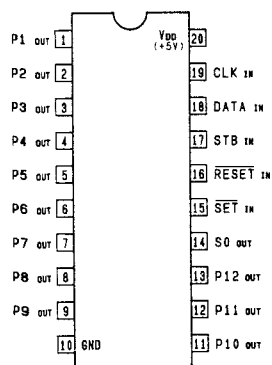 P1 OUT 1 VDD (+5V) 20
P2 OUT 2 19 CLK IN
P3 OUT 3 18 DATA IN
P4 OUT 4 17 STB IN
P5 OUT 5 16 RESET IN
P6 OUT 6 15 SET IN
P7 OUT 7 14 SO OUT
P8 OUT 8 13 P12 OUT
P9 OUT 9 12 P11 OUT
10 GND 11 P10 OUT